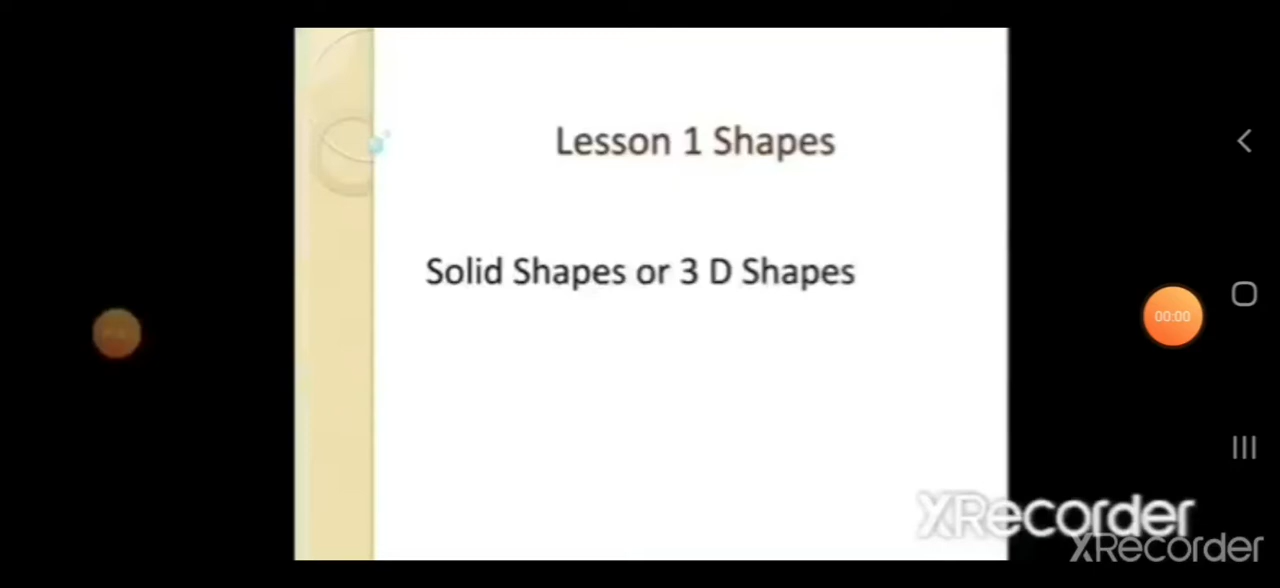 Lesson 1 Shapes
Solid Shapes or 3 D Shapes
00:00
XRecorder
XRecorder